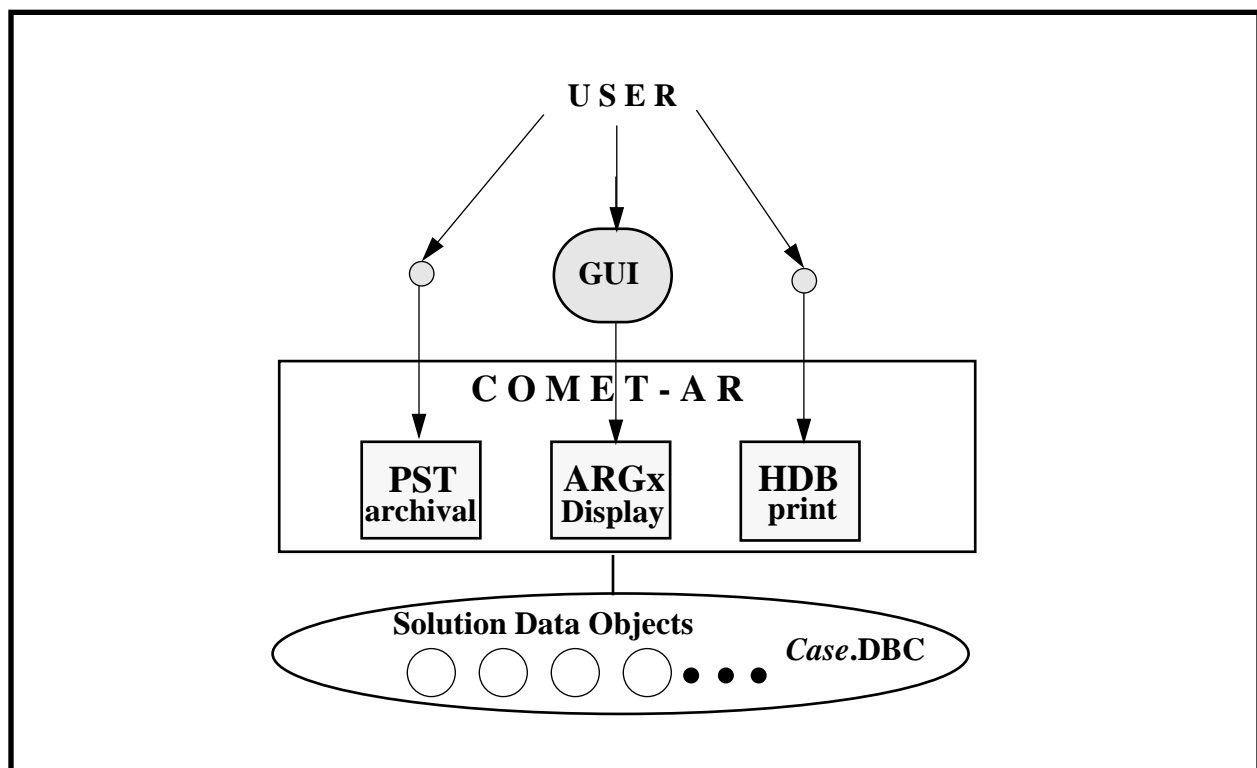 USER
GUI
COMET-AR
PST
archival
ARGx
Display
HDB
print
Solution Data Objects
Case.DBC